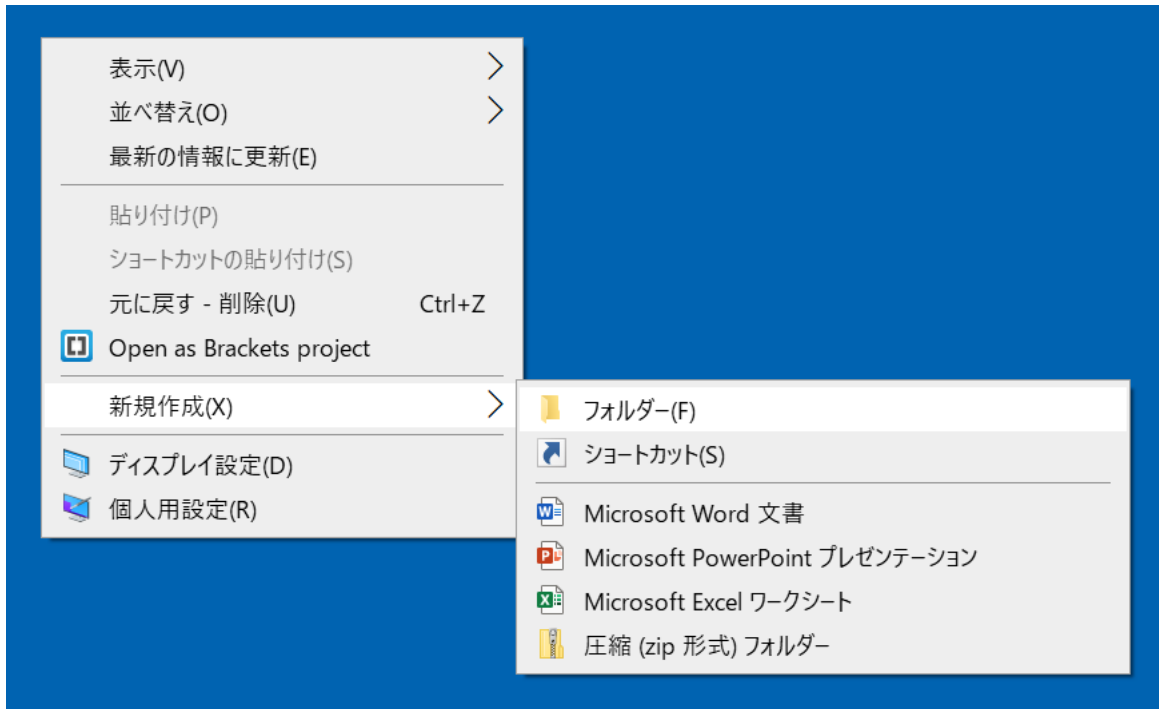 表示(V)
並べ替え(O)
最新の情報に更新(E)
貼り付け(P)
ショートカットの貼り付け(S)
元に戻す - 削除(U) Ctrl+Z
Open as Brackets project
新規作成(X)
ディスプレイ設定(D)
個人用設定(R)
フォルダー(F)
ショートカット(S)
Microsoft Word 文書
Microsoft PowerPoint プレゼンテーション
Microsoft Excel ワークシート
圧縮 (zip 形式) フォルダー